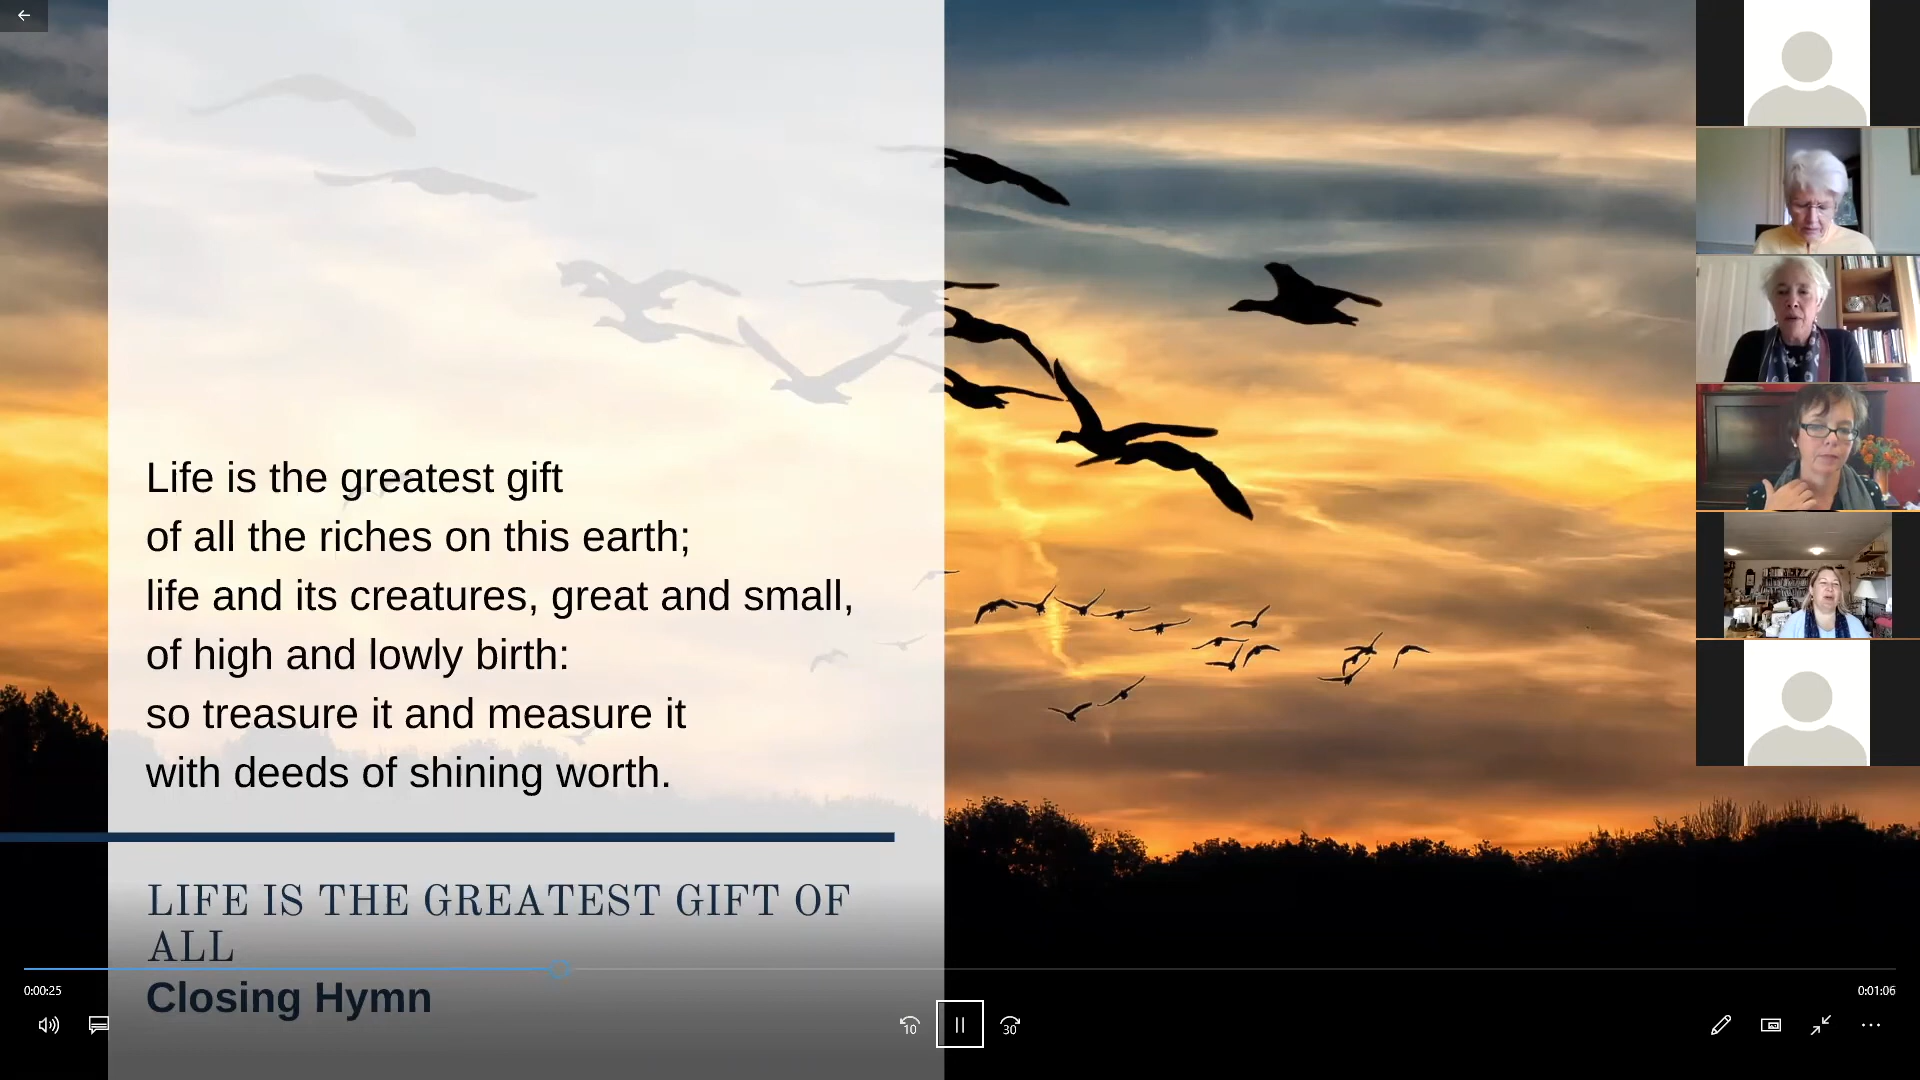 Life is the greatest gift
of all the riches on this earth;
life and its creatures, great and small,
of high and lowly birth:
so treasure it and measure it
with deeds of shining worth.
LIFE IS THE GREATEST GIFT OF
ALL
Closing Hymn
0:00:25
0:01:06
10
30